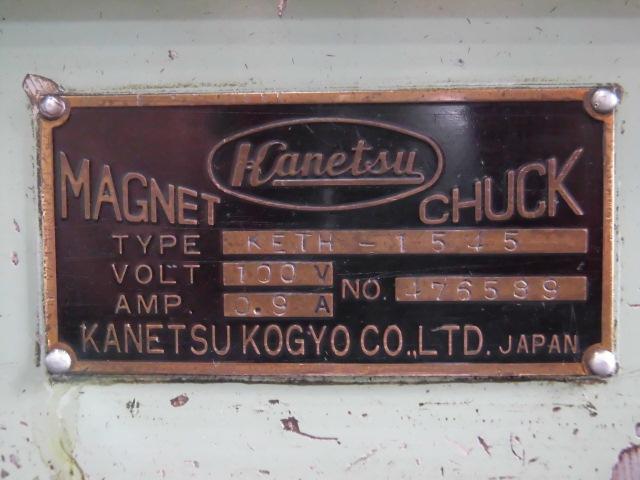 Kanetsu
MAGNET CHUCK
TYPE KETH-1545
VOLT 100 V
AMP. 0.9 A NO. 476589
KANETSU KOGYO CO.,LTD. JAPAN